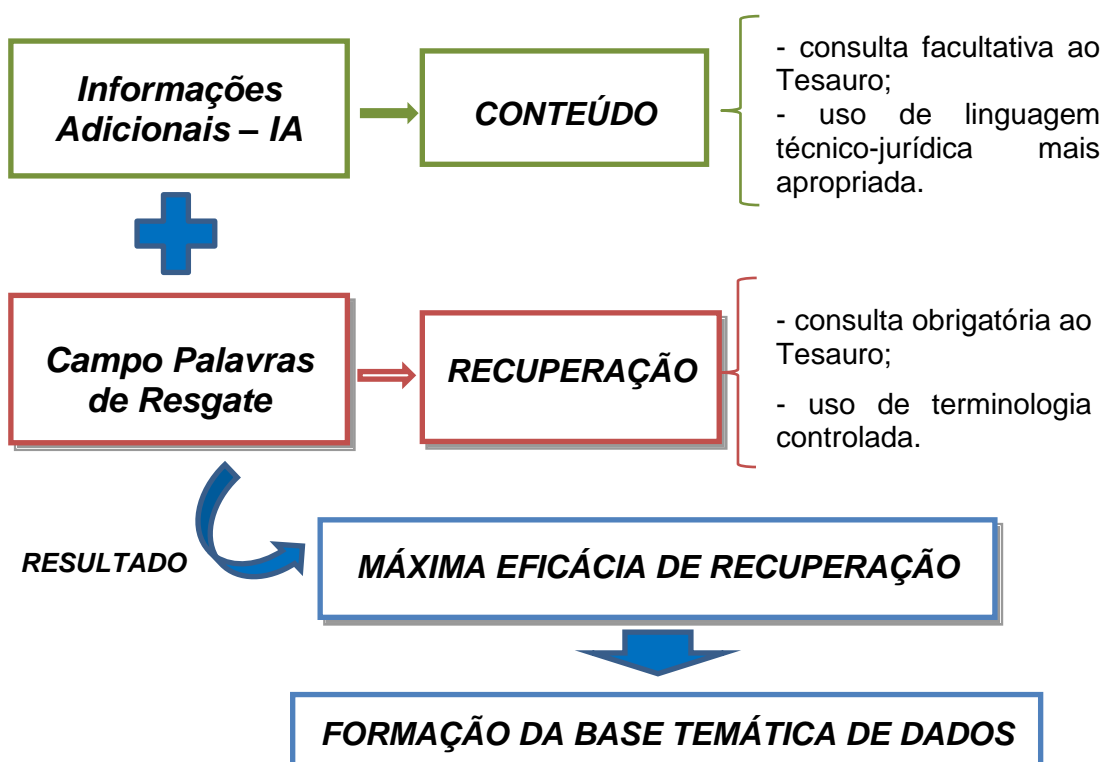 Informações
Adicionais – IA
CONTEÚDO
- consulta facultativa ao
Tesauro;
- uso de linguagem
técnico-jurídica mais
apropriada.
Campo Palavras
de Resgate
RECUPERAÇÃO
- consulta obrigatória ao
Tesauro;
- uso de terminologia
controlada.
RESULTADO
MÁXIMA EFICÁCIA DE RECUPERAÇÃO
FORMAÇÃO DA BASE TEMÁTICA DE DADOS